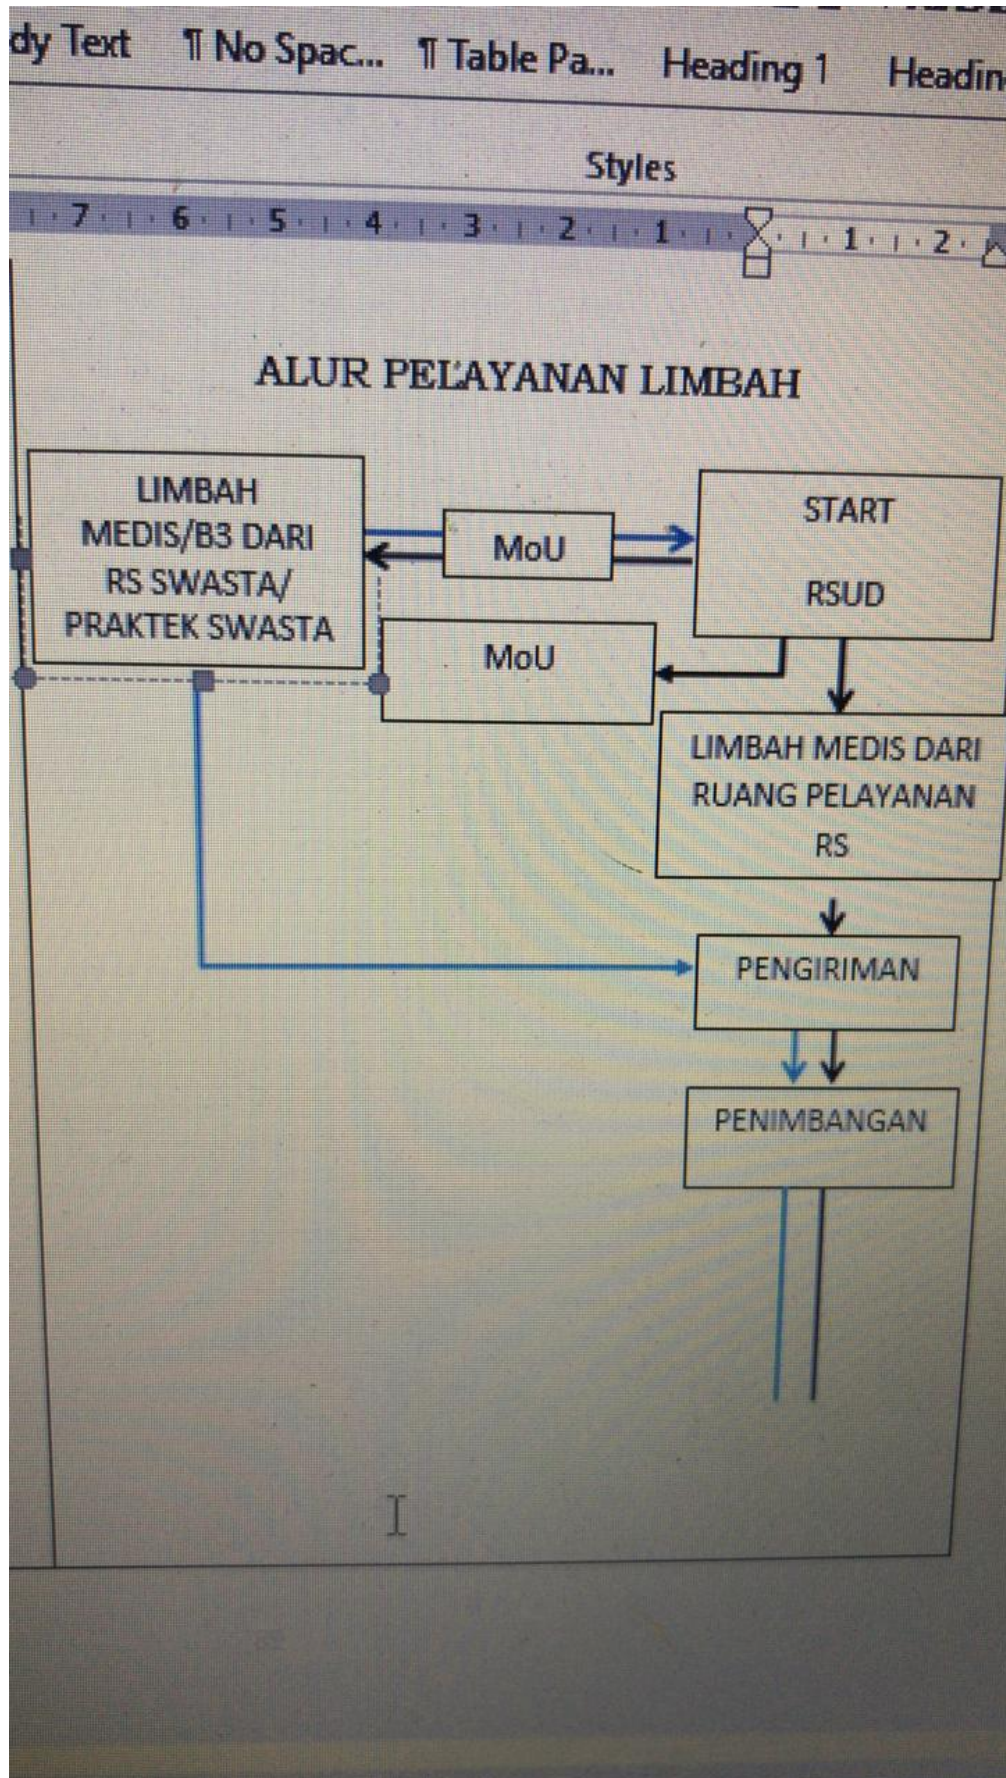 dy Text ¶ No Spac... ¶ Table Pa... Heading 1 Headin
Styles
7 6 5 4 3 2 1 1 2
ALUR PELAYANAN LIMBAH
LIMBAH
MEDIS/B3 DARI
RS SWASTA/
PRAKTEK SWASTA
MoU
START
RSUD
MoU
LIMBAH MEDIS DARI
RUANG PELAYANAN
RS
PENGIRIMAN
PENIMBANGAN